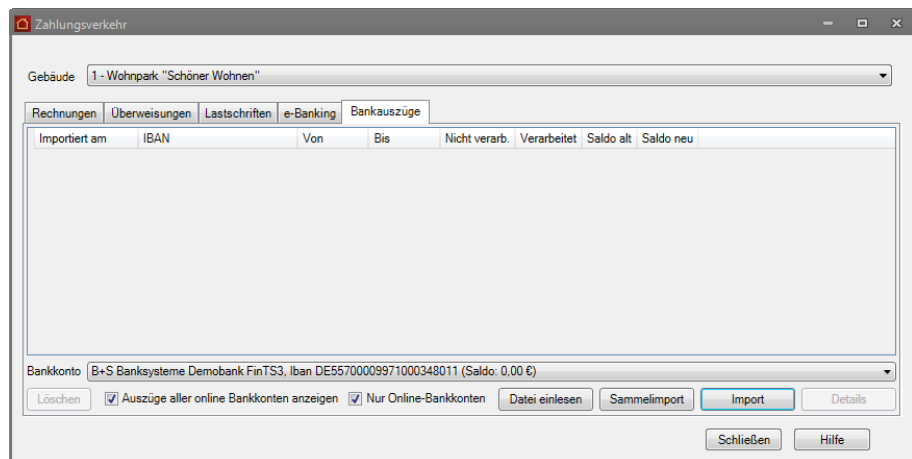 Zahlungsverkehr
Gebäude 1 - Wohnpark "Schöner Wohnen"
Rechnungen Überweisungen Lastschriften e-Banking Bankauszüge
Importiert am IBAN Von Bis Nicht verarb. Verarbeitet Saldo alt Saldo neu
Bankkonto B+S Banksysteme Demobank FinTS3, Iban DE55700009971000348011 (Saldo: 0,00 €)
Löschen Auszüge aller online Bankkonten anzeigen Nur Online-Bankkonten Datei einlesen Sammelimport Import Details
Schließen Hilfe